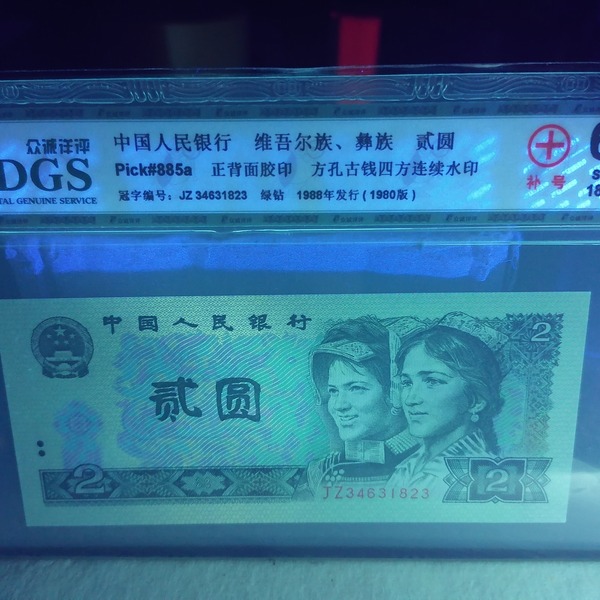 众诚评评
DGS
TAL GENUINE SERVICE
中国人民银行 维吾尔族、彝族 贰圆
Pick#885a 正背面胶印 方孔古钱四方连续水印
冠字编号: JZ 34631823 绿钻 1988年发行 (1980版)
补号
6
S
18
中国人民银行
2
贰圆
2
JZ34631823
2